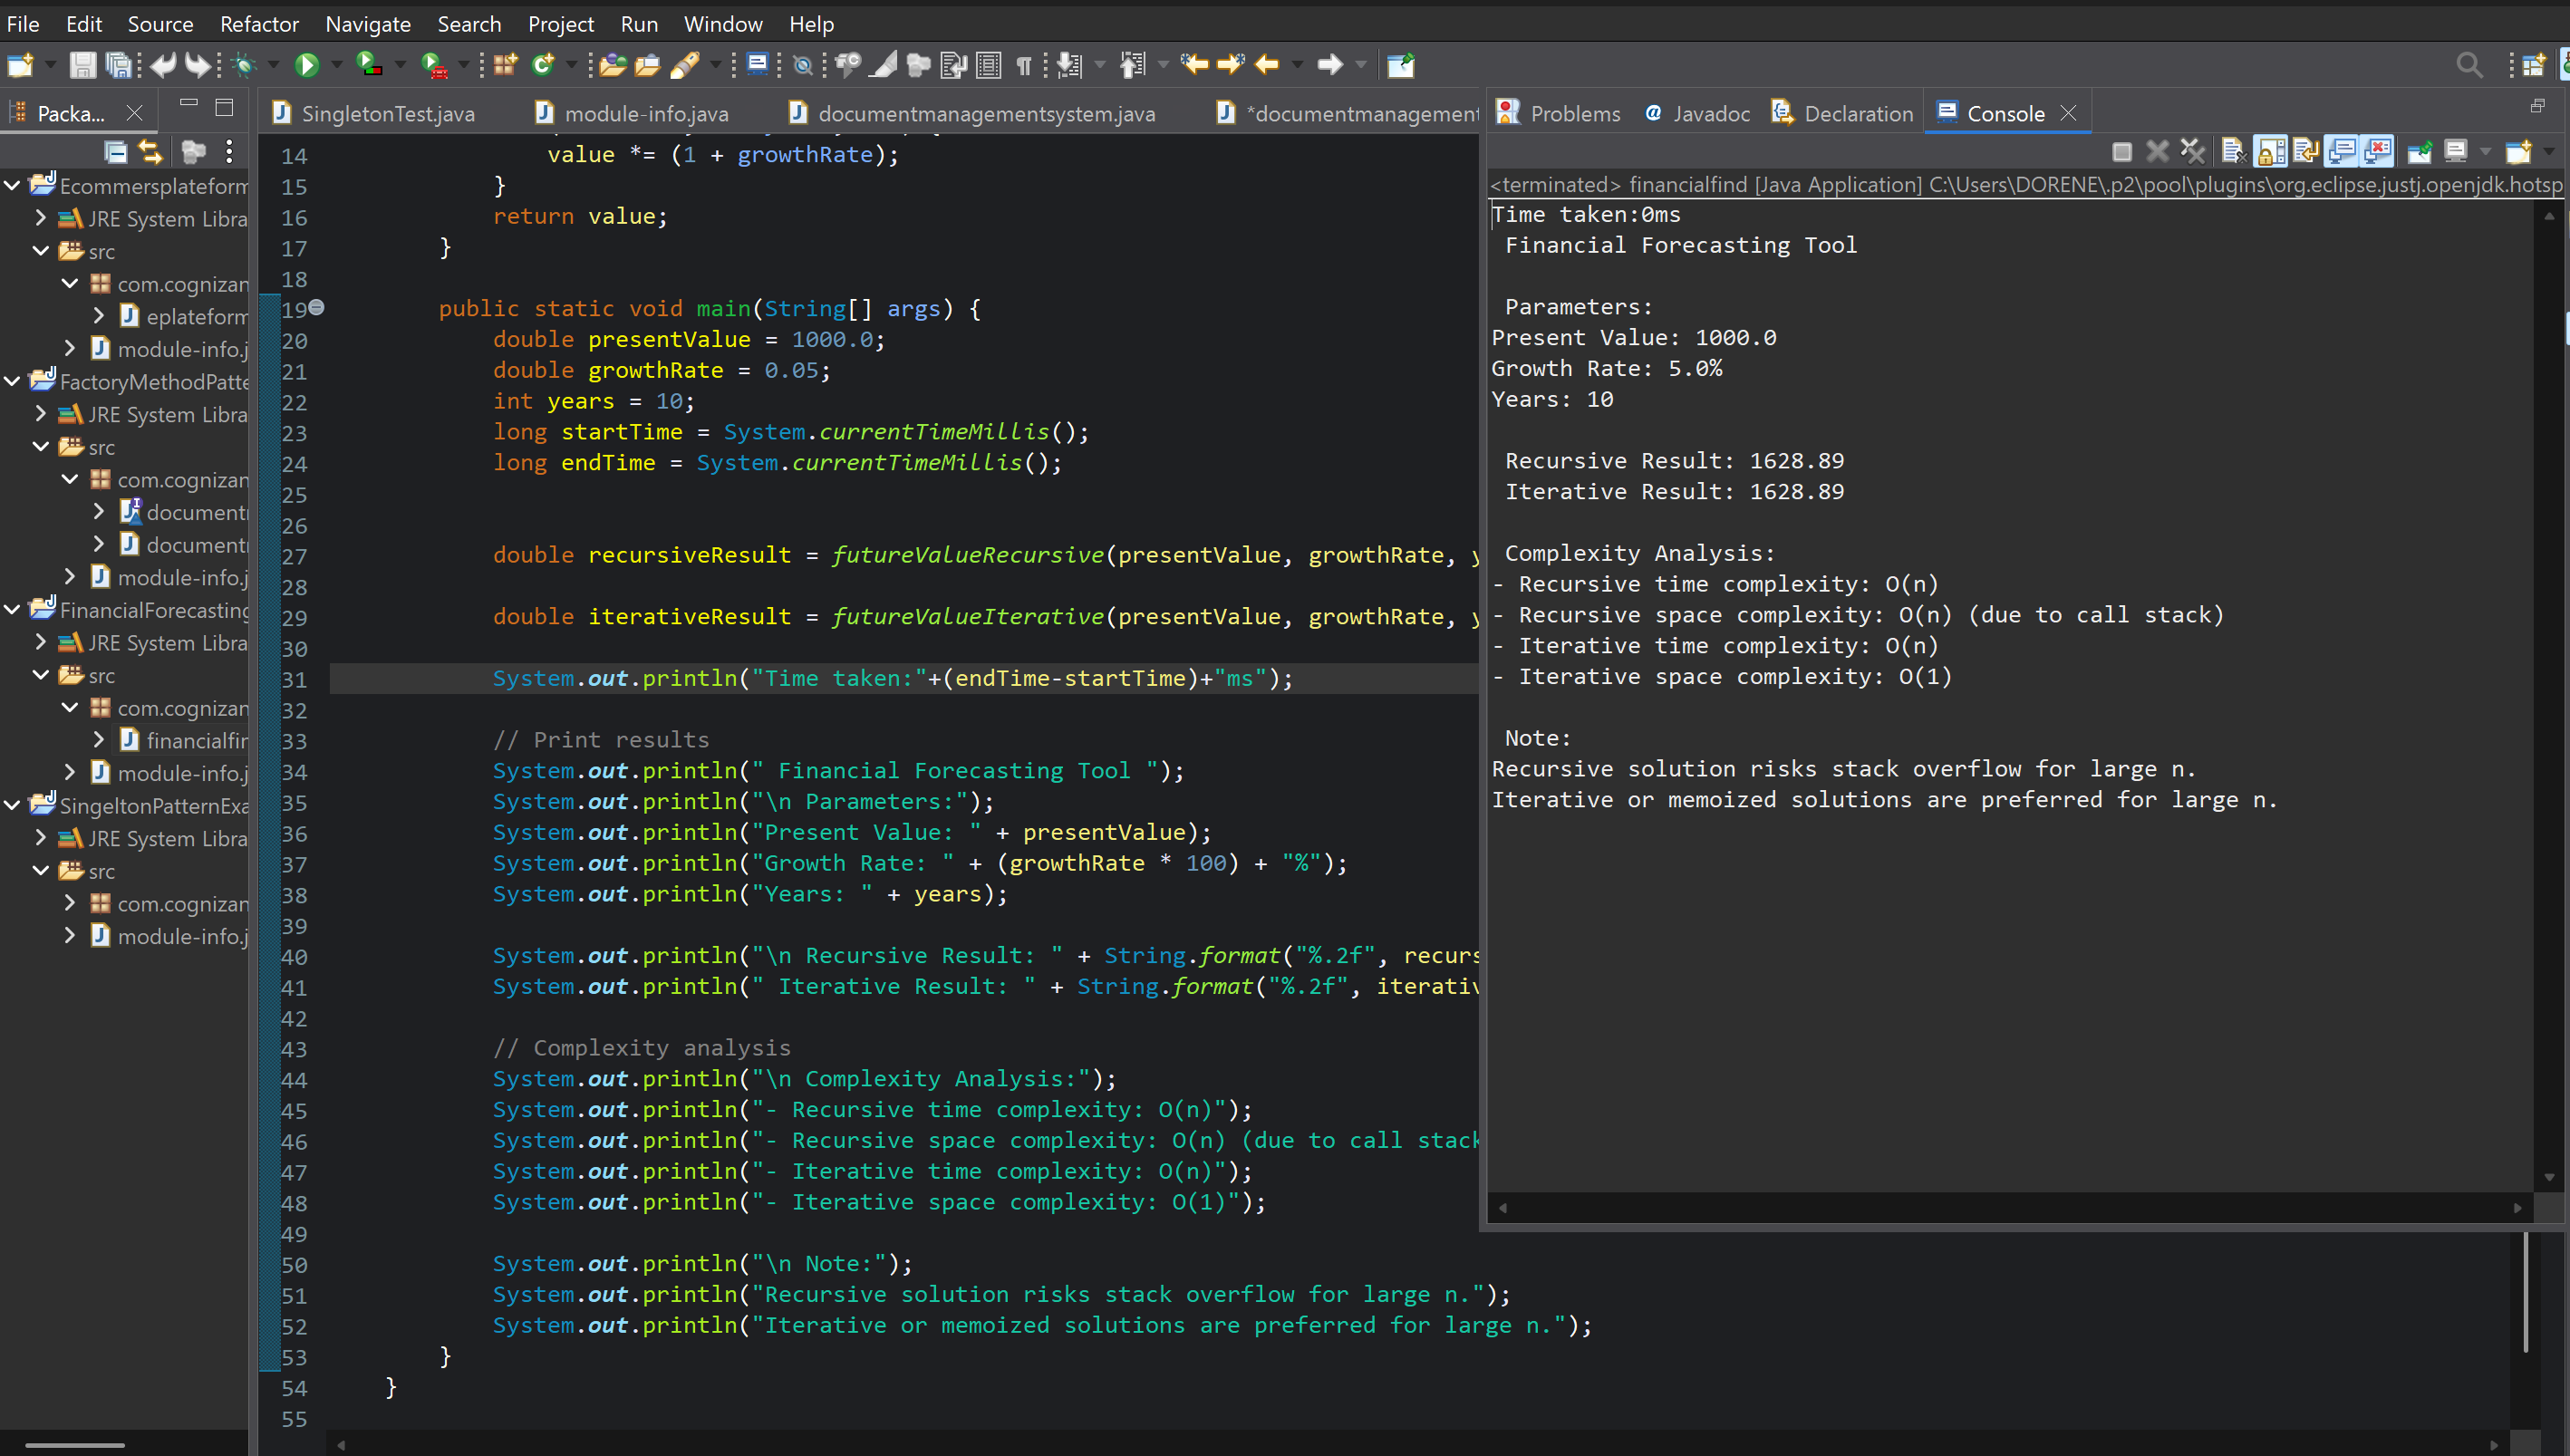 File Edit Source Refactor Navigate Search Project Run Window Help
Packa...
Ecommersplateform
JRE System Libra
src
com.cognizan
eplateform
module-info.j
FactoryMethodPatte
JRE System Libra
src
com.cognizan
document
document
module-info.j
FinancialForecasting
JRE System Libra
src
com.cognizan
financialfin
module-info.j
SingeltonPatternExa
JRE System Libra
src
com.cognizan
module-info.j
SingletonTest.java module-info.java documentmanagementsystem.java *documentmanagement
14 value *= (1 + growthRate);
15 }
16 return value;
17 }
18
19 public static void main(String[] args) {
20 double presentValue = 1000.0;
21 double growthRate = 0.05;
22 int years = 10;
23 long startTime = System.currentTimeMillis();
24 long endTime = System.currentTimeMillis();
25
26
27 double recursiveResult = futureValueRecursive(presentValue, growthRate, y
28
29 double iterativeResult = futureValueIterative(presentValue, growthRate, y
30
31 System.out.println("Time taken:"+(endTime-startTime)+"ms");
32
33 // Print results
34 System.out.println(" Financial Forecasting Tool ");
35 System.out.println("\n Parameters:");
36 System.out.println("Present Value: " + presentValue);
37 System.out.println("Growth Rate: " + (growthRate * 100) + "%");
38 System.out.println("Years: " + years);
39
40 System.out.println("\n Recursive Result: " + String.format("%.2f", recurs
41 System.out.println(" Iterative Result: " + String.format("%.2f", iterativ
42
43 // Complexity analysis
44 System.out.println("\n Complexity Analysis:");
45 System.out.println("- Recursive time complexity: O(n)");
46 System.out.println("- Recursive space complexity: O(n) (due to call stack
47 System.out.println("- Iterative time complexity: O(n)");
48 System.out.println("- Iterative space complexity: O(1)");
49
50 System.out.println("\n Note:");
51 System.out.println("Recursive solution risks stack overflow for large n.");
52 System.out.println("Iterative or memoized solutions are preferred for large n.");
53 }
54 }
55
Problems Javadoc Declaration Console
<terminated> financialfind [Java Application] C:\Users\DORENE\.p2\pool\plugins\org.eclipse.justj.openjdk.hotsp
Time taken:0ms
Financial Forecasting Tool
Parameters:
Present Value: 1000.0
Growth Rate: 5.0%
Years: 10
Recursive Result: 1628.89
Iterative Result: 1628.89
Complexity Analysis:
- Recursive time complexity: O(n)
- Recursive space complexity: O(n) (due to call stack)
- Iterative time complexity: O(n)
- Iterative space complexity: O(1)
Note:
Recursive solution risks stack overflow for large n.
Iterative or memoized solutions are preferred for large n.